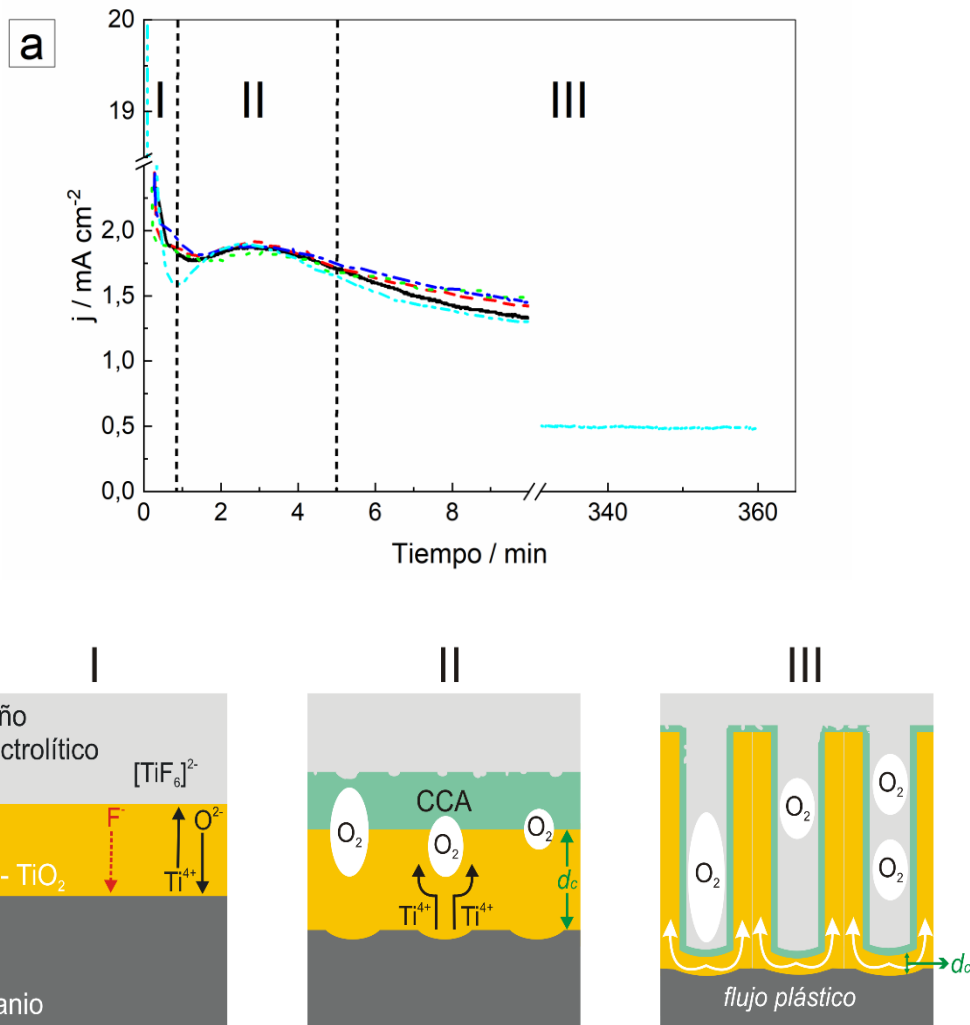 a
I II III
20
19
2,0
1,5
1,0
0,5
0,0
j / mA cm⁻²
0 2 4 6 8 340 360
Tiempo / min
I
ño
ctrolítico
[TiF₆]²⁻
F⁻
O²⁻
Ti⁴⁺
- TiO₂
anio
II
CCA
O₂ O₂ O₂
Ti⁴⁺ Ti⁴⁺
dc
III
O₂ O₂ O₂
O₂
dc
flujo plástico